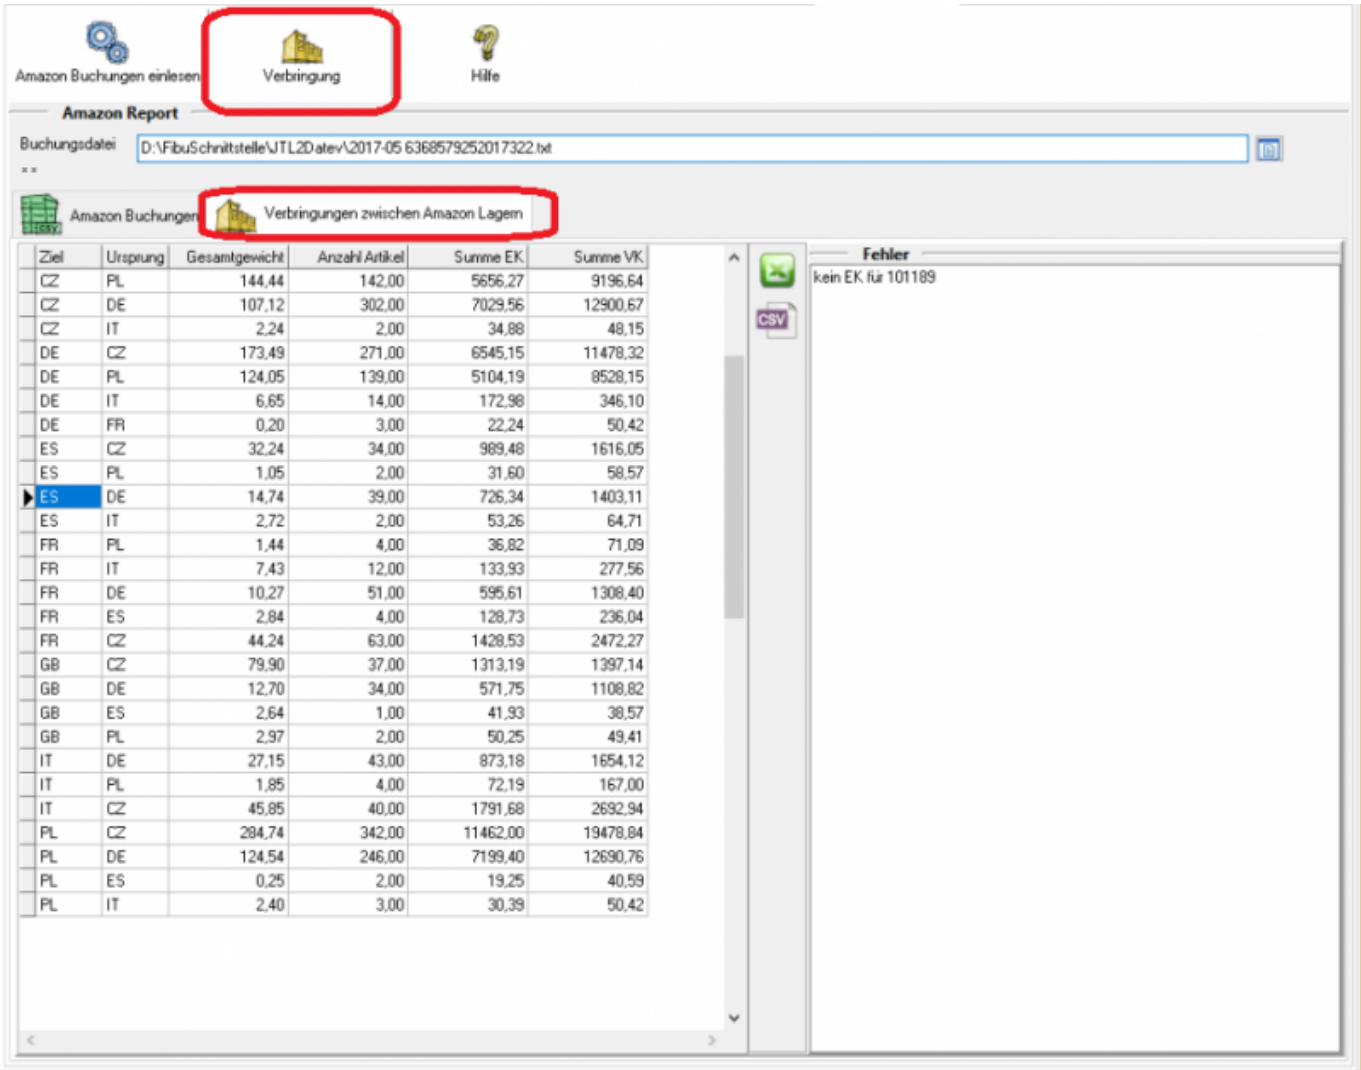 Amazon Buchungen einlesen Verbringung Hilfe
Amazon Report
Buchungsdatei D:\FibuSchnittstelle\JTL2Datev\2017-05 6368579252017322.txt
**
Amazon Buchungen Verbringungen zwischen Amazon Lagern
Ziel Ursprung Gesamtgewicht Anzahl Artikel Summe EK Summe VK
CZ PL 144,44 142,00 5656,27 9196,64
CZ DE 107,12 302,00 7029,56 12900,67
CZ IT 2,24 2,00 34,88 48,15
DE CZ 173,49 271,00 6545,15 11478,32
DE PL 124,05 139,00 5104,19 8528,15
DE IT 6,65 14,00 172,98 346,10
DE FR 0,20 3,00 22,24 50,42
ES CZ 32,24 34,00 989,48 1616,05
ES PL 1,05 2,00 31,60 58,57
ES DE 14,74 39,00 726,34 1403,11
ES IT 2,72 2,00 53,26 64,71
FR PL 1,44 4,00 36,82 71,09
FR IT 7,43 12,00 133,93 277,56
FR DE 10,27 51,00 595,61 1308,40
FR ES 2,84 4,00 128,73 236,04
FR CZ 44,24 63,00 1428,53 2472,27
GB CZ 79,90 37,00 1313,19 1397,14
GB DE 12,70 34,00 571,75 1108,82
GB ES 2,64 1,00 41,93 38,57
GB PL 2,97 2,00 50,25 49,41
IT DE 27,15 43,00 873,18 1654,12
IT PL 1,85 4,00 72,19 167,00
IT CZ 45,85 40,00 1791,68 2692,94
PL CZ 284,74 342,00 11462,00 19478,84
PL DE 124,54 246,00 7199,40 12690,76
PL ES 0,25 2,00 19,25 40,59
PL IT 2,40 3,00 30,39 50,42
CSV
Fehler
kein EK für 101189